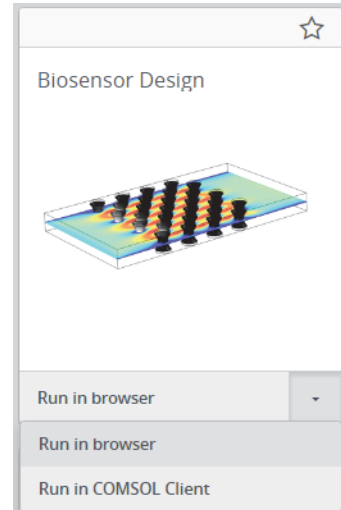 Biosensor Design
Run in browser
Run in browser
Run in COMSOL Client